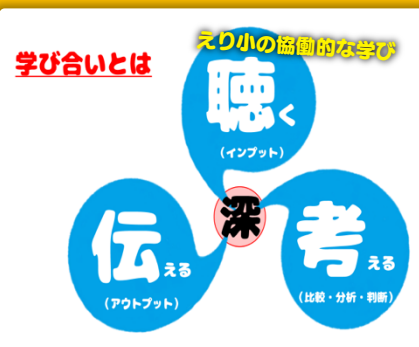 えり小の協働的な学び
学び合いとは
聴く
（インプット）
深
伝える
（アウトプット）
考える
（比較・分析・判断）